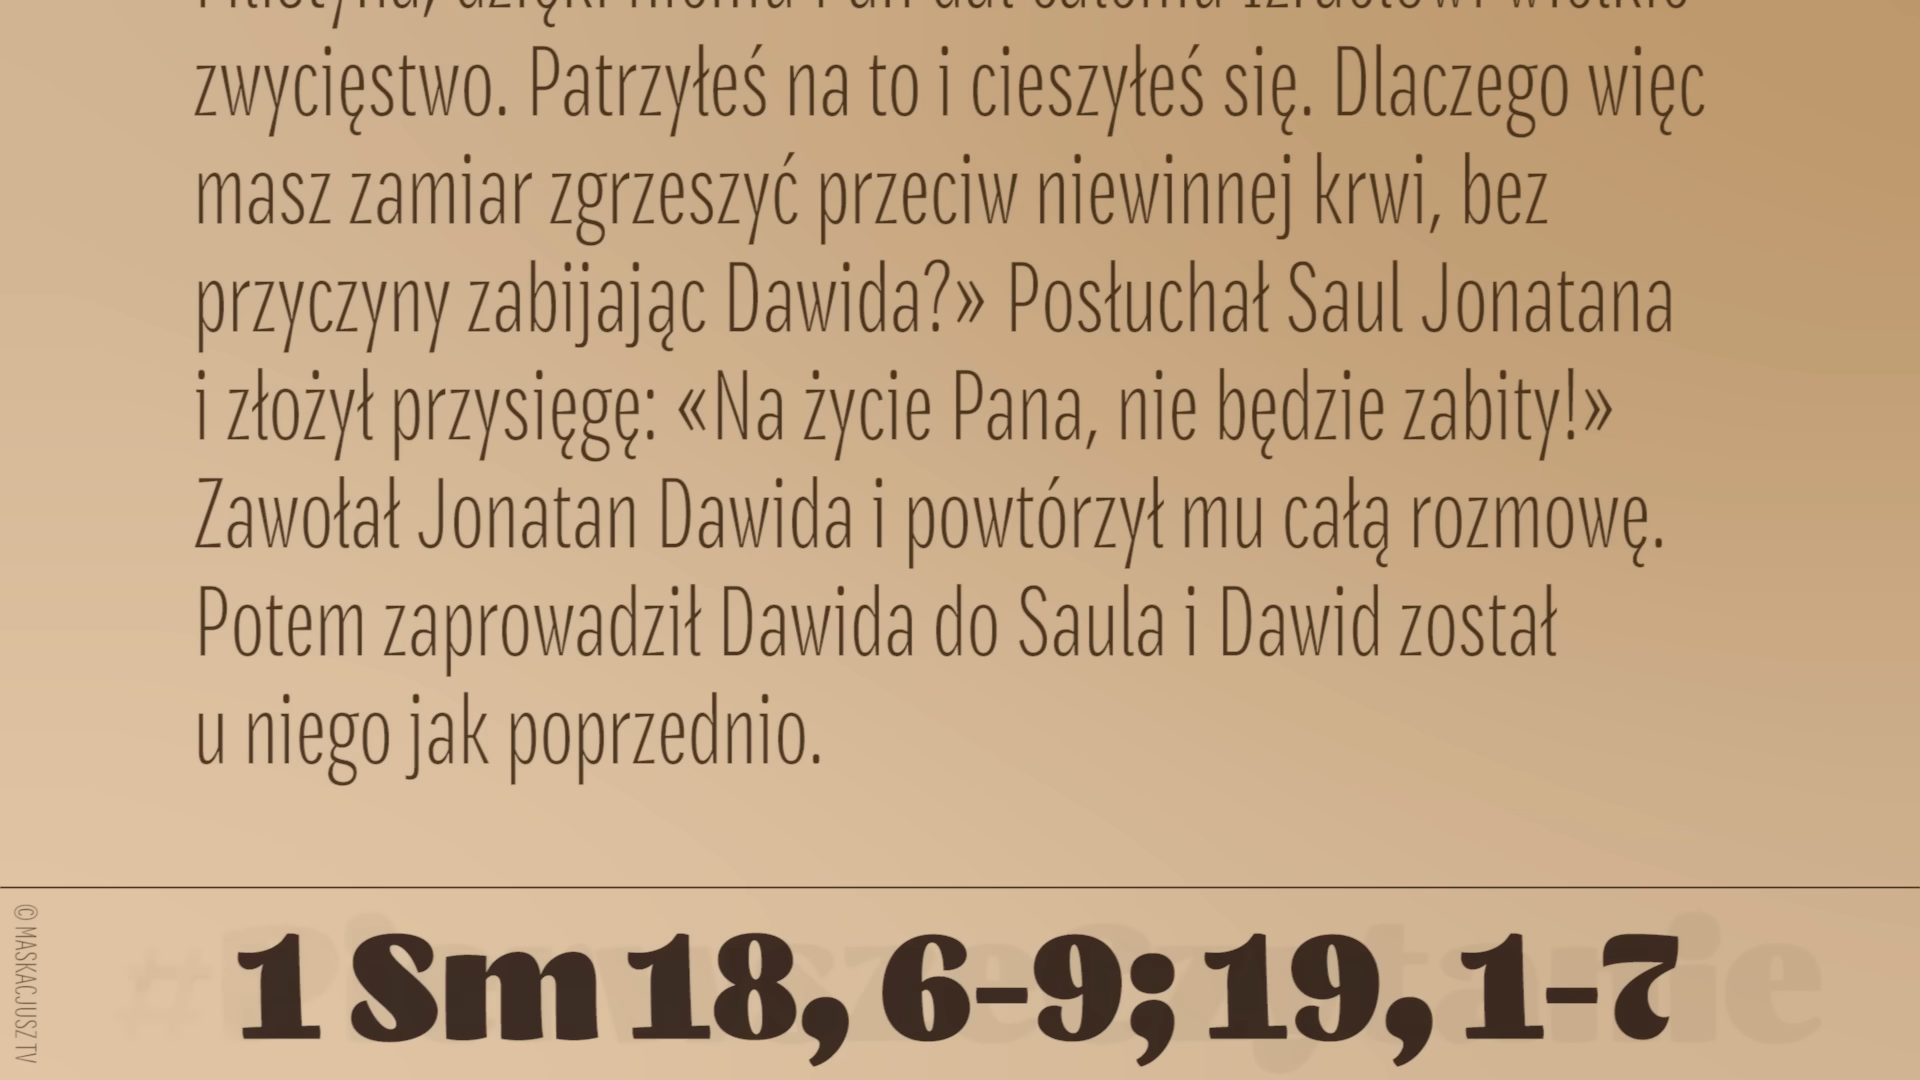 zwycięstwo. Patrzyłeś na to i cieszyłeś się. Dlaczego więc
masz zamiar zgrzeszyć przeciw niewinnej krwi, bez
przyczyny zabijając Dawida?» Posłuchał Saul Jonatana
i złożył przysięgę: «Na życie Pana, nie będzie zabity!»
Zawołał Jonatan Dawida i powtórzył mu całą rozmowę.
Potem zaprowadził Dawida do Saula i Dawid został
u niego jak poprzednio.
1 Sm 18, 6-9; 19, 1-7
© MASKACJUSZ TV